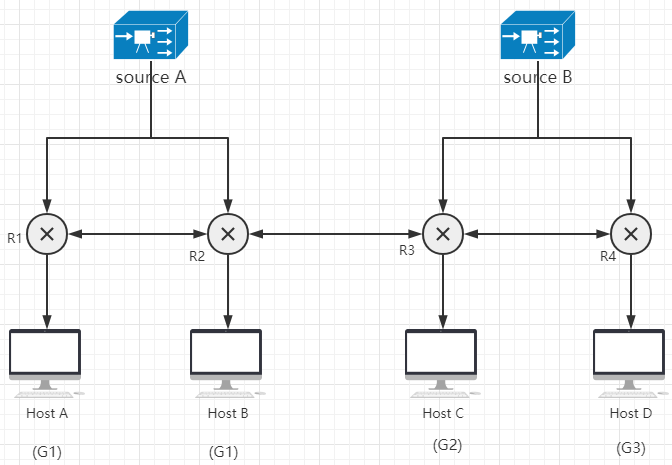 source A
source B
R1
R2
R3
R4
Host A
Host B
Host C
Host D
(G1)
(G1)
(G2)
(G3)